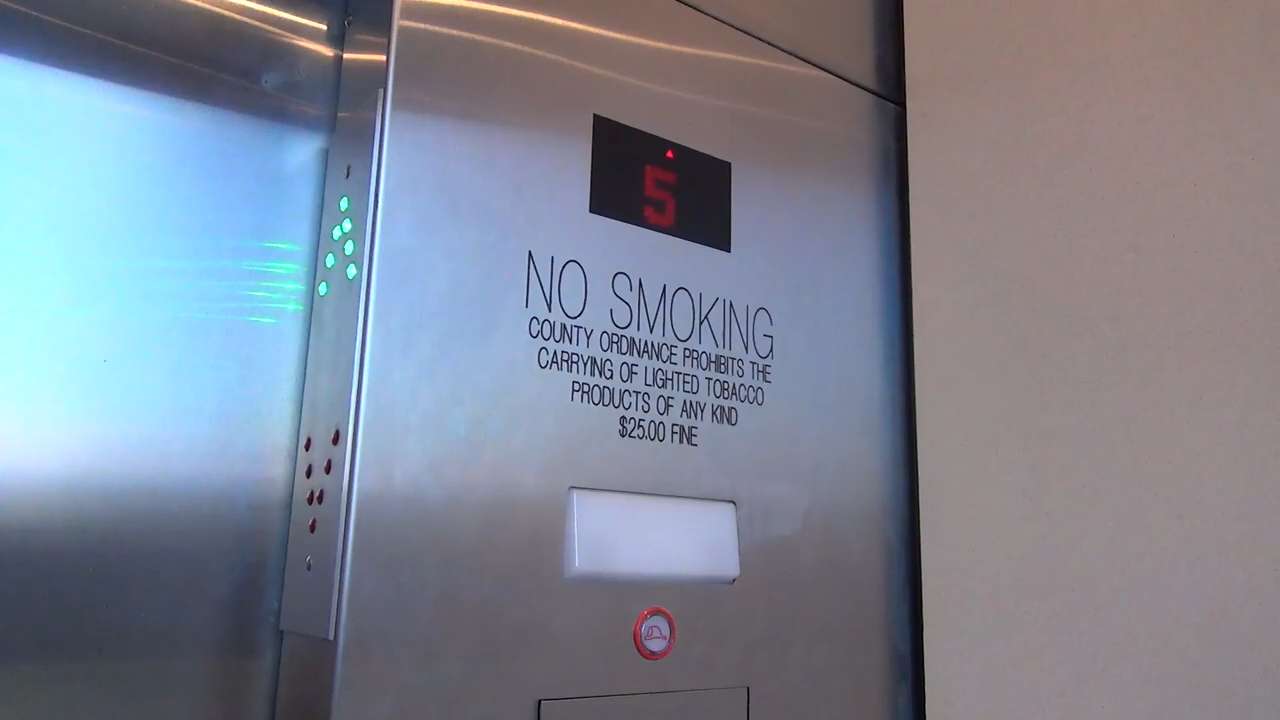 5
NO SMOKING
COUNTY ORDINANCE PROHIBITS THE
CARRYING OF LIGHTED TOBACCO
PRODUCTS OF ANY KIND
$25.00 FINE